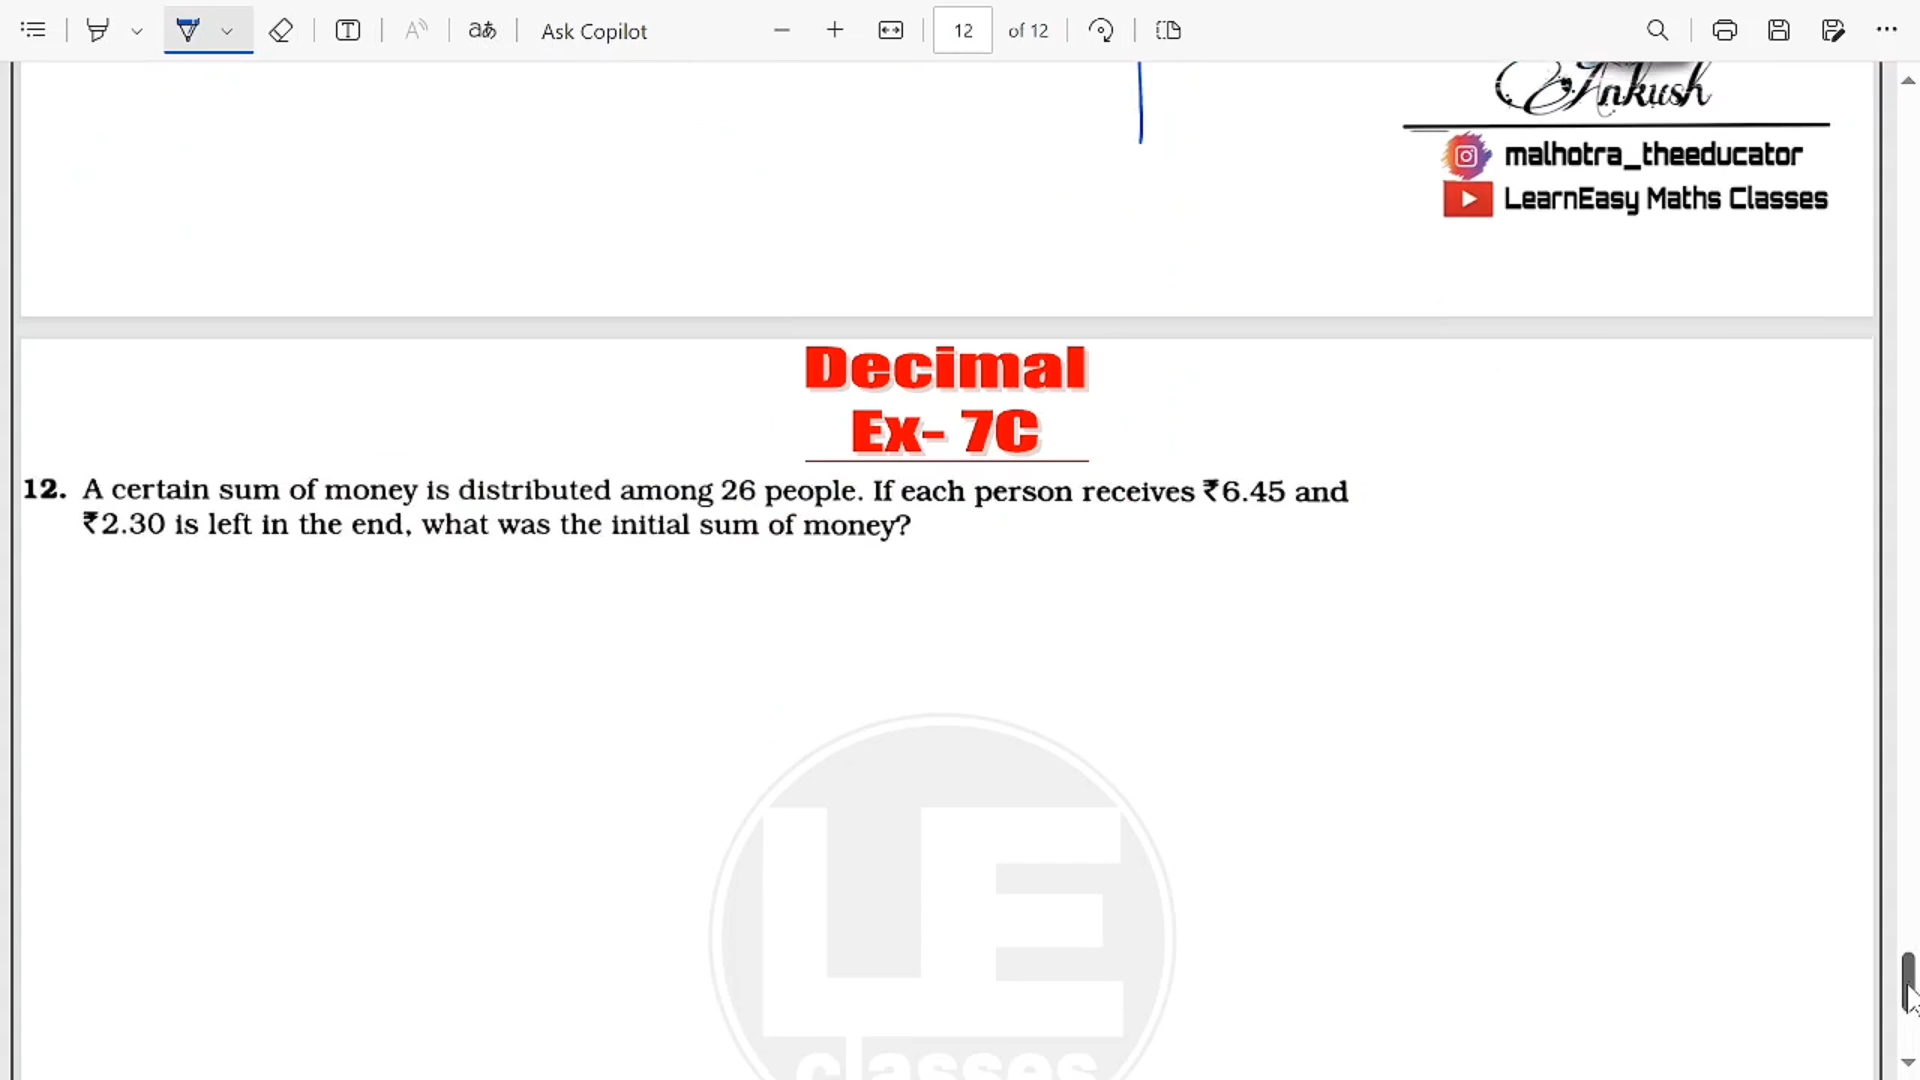 Ask Copilot
12 of 12
Ankush
malhotra_theeducator
LearnEasy Maths Classes
Decimal
Ex- 7C
12. A certain sum of money is distributed among 26 people. If each person receives ₹6.45 and
₹2.30 is left in the end, what was the initial sum of money?
LE
classes